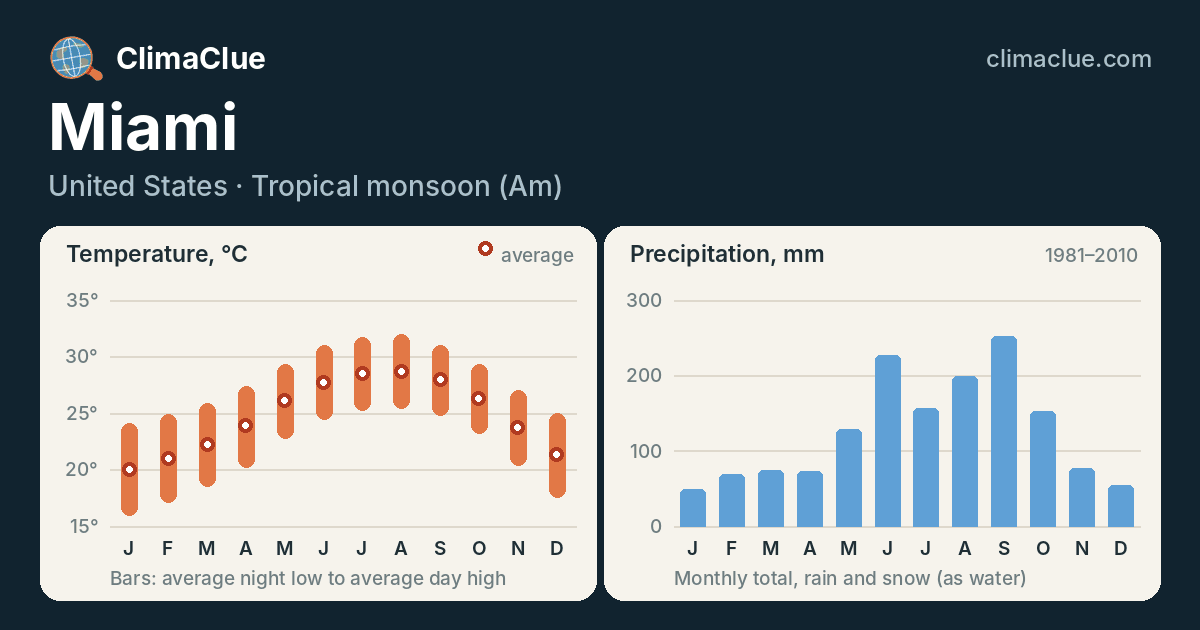 ClimaClue
climaclue.com
Miami
United States · Tropical monsoon (Am)
Temperature, °C
average
35°
30°
25°
20°
15°
J F M A M J J A S O N D
Bars: average night low to average day high
Precipitation, mm
1981–2010
300
200
100
0
J F M A M J J A S O N D
Monthly total, rain and snow (as water)